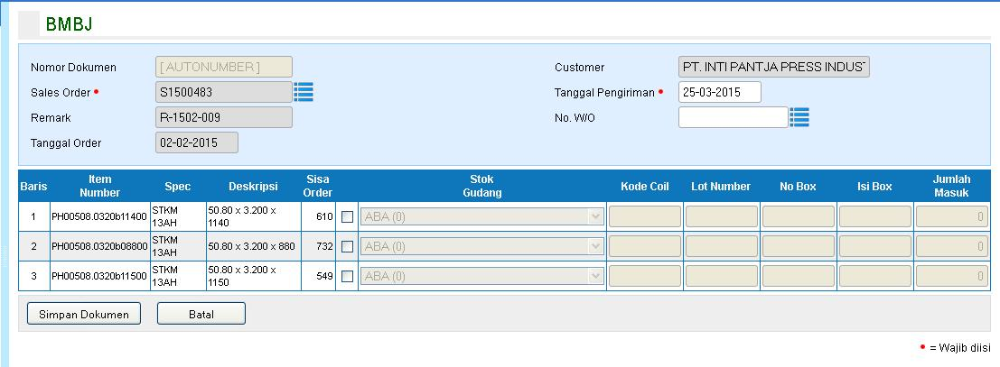 BMBJ
Nomor Dokumen [ AUTONUMBER ] Customer PT. INTI PANTJA PRESS INDUST
Sales Order • S1500483 Tanggal Pengiriman • 25-03-2015
Remark R-1502-009 No. W/O
Tanggal Order 02-02-2015
Baris Item Number Spec Deskripsi Sisa Order Stok Gudang Kode Coil Lot Number No Box Isi Box Jumlah Masuk
1 PH00508.0320b11400 STKM 13AH 50.80 x 3.200 x 1140 610 ABA (0) 0
2 PH00508.0320b08800 STKM 13AH 50.80 x 3.200 x 880 732 ABA (0) 0
3 PH00508.0320b11500 STKM 13AH 50.80 x 3.200 x 1150 549 ABA (0) 0
Simpan Dokumen Batal
• = Wajib diisi